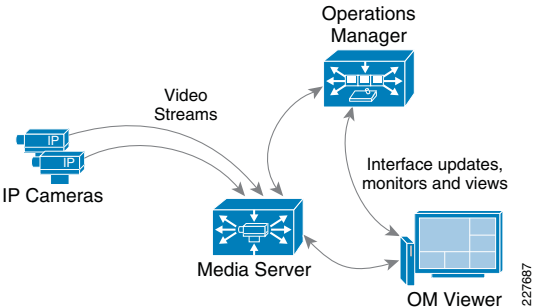 Operations
Manager
Video
Streams
IP
IP
IP Cameras
Interface updates,
monitors and views
Media Server
OM Viewer
227687